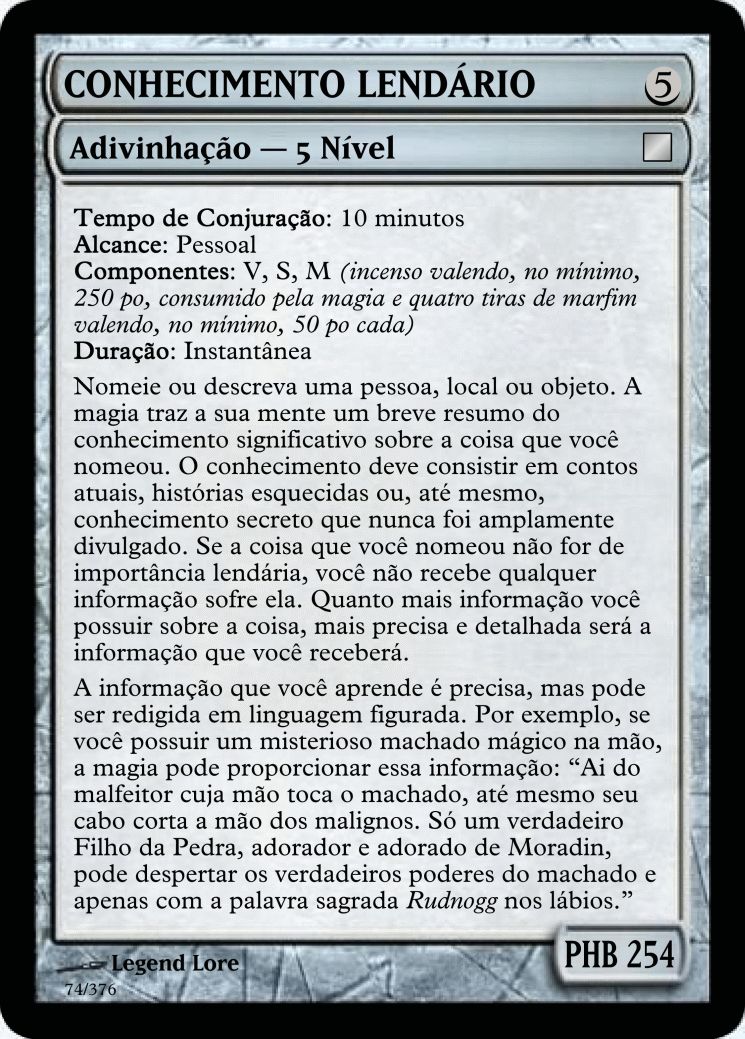 CONHECIMENTO LENDÁRIO 5
Adivinhação — 5 Nível
Tempo de Conjuração: 10 minutos
Alcance: Pessoal
Componentes: V, S, M (incenso valendo, no mínimo,
250 po, consumido pela magia e quatro tiras de marfim
valendo, no mínimo, 50 po cada)
Duração: Instantânea
Nomeie ou descreva uma pessoa, local ou objeto. A
magia traz a sua mente um breve resumo do
conhecimento significativo sobre a coisa que você
nomeou. O conhecimento deve consistir em contos
atuais, histórias esquecidas ou, até mesmo,
conhecimento secreto que nunca foi amplamente
divulgado. Se a coisa que você nomeou não for de
importância lendária, você não recebe qualquer
informação sofre ela. Quanto mais informação você
possuir sobre a coisa, mais precisa e detalhada será a
informação que você receberá.
A informação que você aprende é precisa, mas pode
ser redigida em linguagem figurada. Por exemplo, se
você possuir um misterioso machado mágico na mão,
a magia pode proporcionar essa informação: “Ai do
malfeitor cuja mão toca o machado, até mesmo seu
cabo corta a mão dos malignos. Só um verdadeiro
Filho da Pedra, adorador e adorado de Moradin,
pode despertar os verdadeiros poderes do machado e
apenas com a palavra sagrada Rudnogg nos lábios.”
PHB 254
Legend Lore
74/376